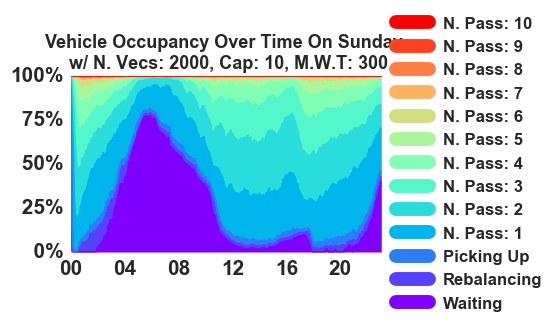 Vehicle Occupancy Over Time On Sunday
w/ N. Vecs: 2000, Cap: 10, M.W.T: 300
100%
75%
50%
25%
0%
00 04 08 12 16 20
N. Pass: 10
N. Pass: 9
N. Pass: 8
N. Pass: 7
N. Pass: 6
N. Pass: 5
N. Pass: 4
N. Pass: 3
N. Pass: 2
N. Pass: 1
Picking Up
Rebalancing
Waiting